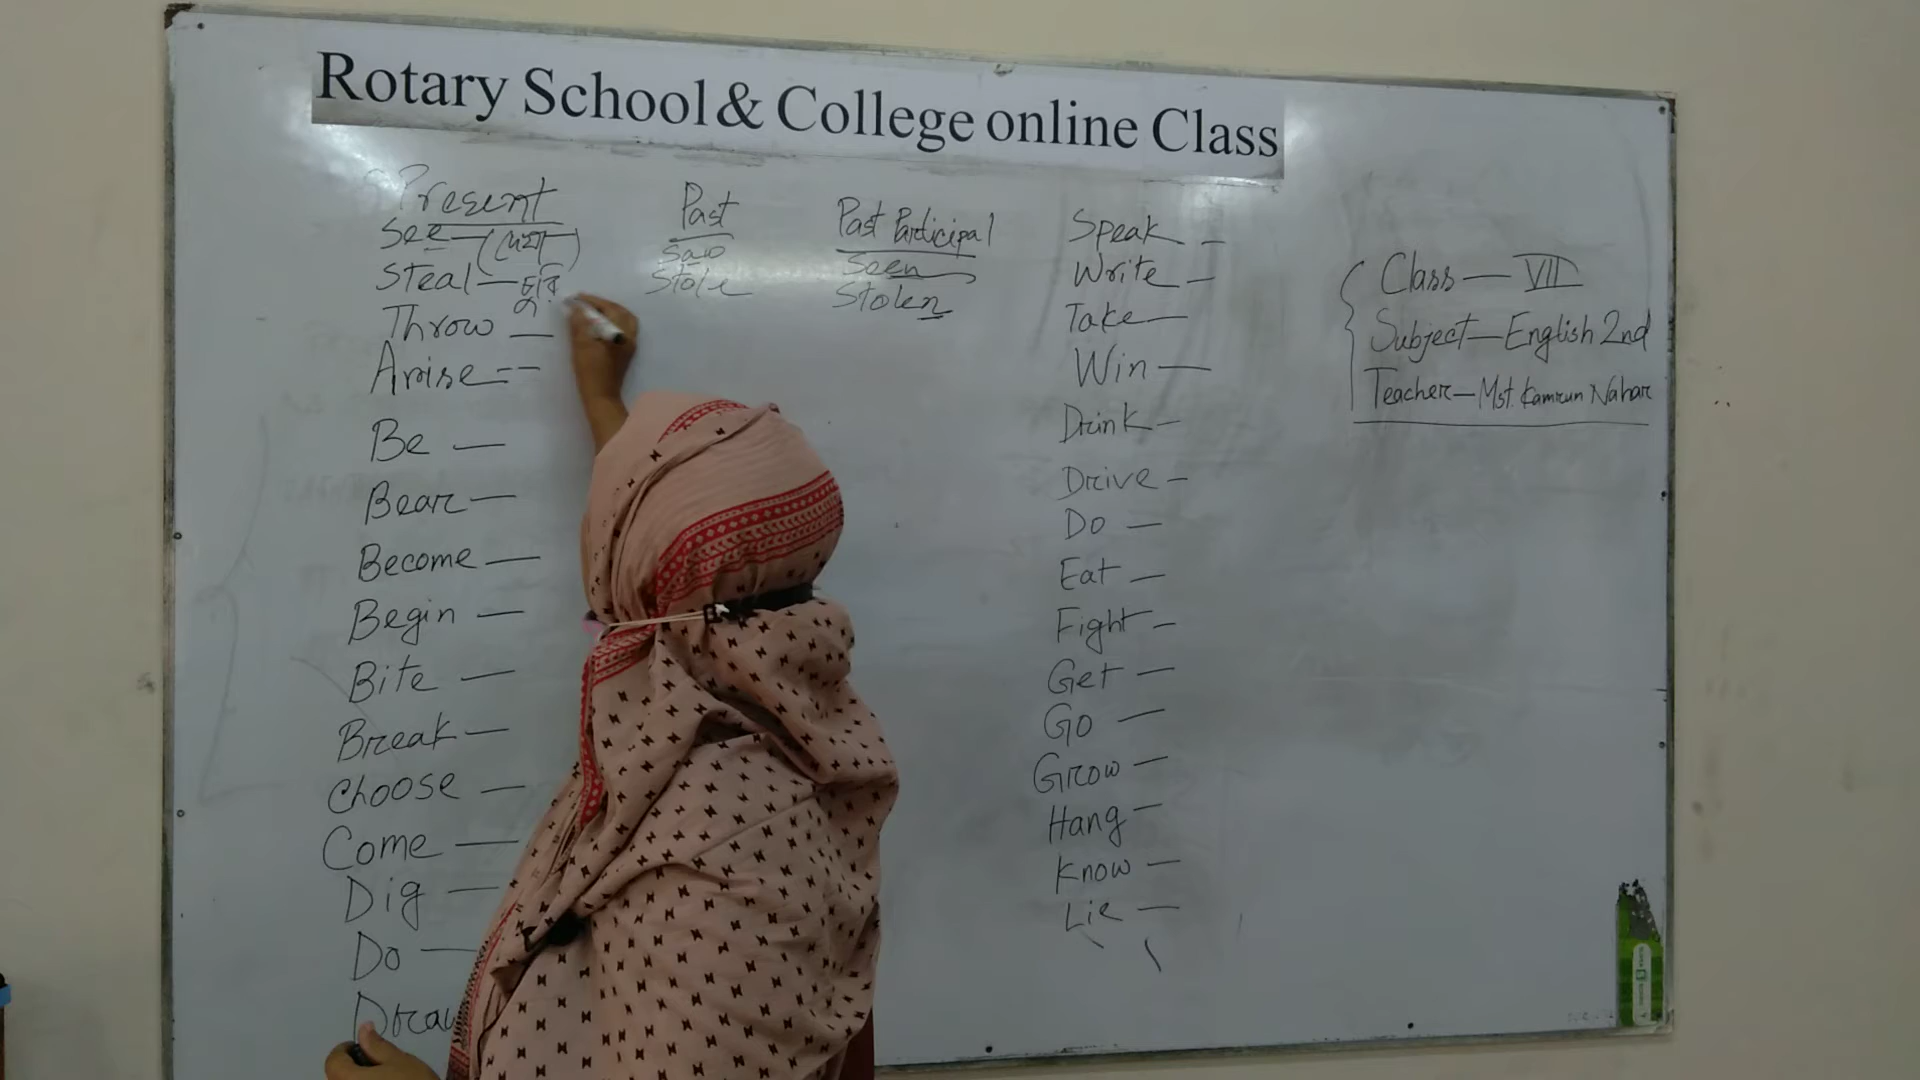 Rotary School & College online Class
Present
Past
Past Participal
See — (দেখা)
Saw
Seen
Steal — চুরি
Stole
Stolen
Throw —
Arise --
Be —
Bear —
Become —
Begin —
Bite —
Break —
Choose —
Come —
Dig —
Do —
Speak -
Write -
Take —
Win —
Drink -
Drive -
Do —
Eat —
Fight -
Get —
Go —
Grow —
Hang -
Know —
Lie —
Class — VII
Subject — English 2nd
Teacher — Mst. Kamrun Nahar